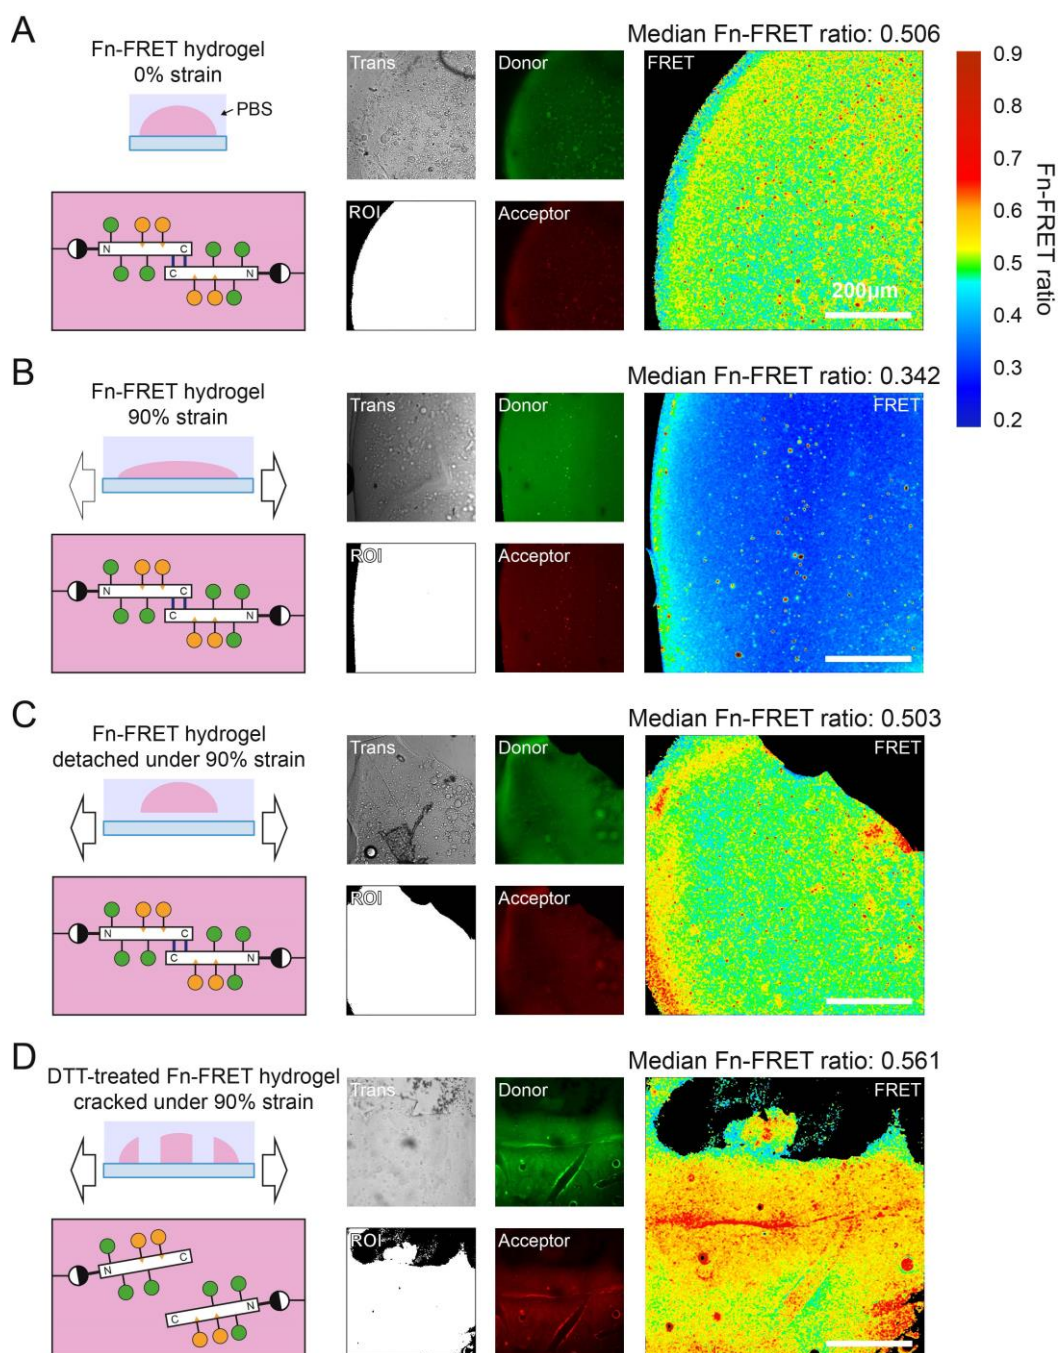 A
Fn-FRET hydrogel
0% strain
PBS
N
C
C
N
Trans
Donor
ROI
Acceptor
Median Fn-FRET ratio: 0.506
FRET
200μm
0.9
0.8
0.7
0.6
0.5
0.4
0.3
0.2
Fn-FRET ratio
B
Fn-FRET hydrogel
90% strain
N
C
C
N
Trans
Donor
ROI
Acceptor
Median Fn-FRET ratio: 0.342
FRET
C
Fn-FRET hydrogel
detached under 90% strain
N
C
C
N
Trans
Donor
ROI
Acceptor
Median Fn-FRET ratio: 0.503
FRET
D
DTT-treated Fn-FRET hydrogel
cracked under 90% strain
N
C
C
N
Trans
Donor
ROI
Acceptor
Median Fn-FRET ratio: 0.561
FRET